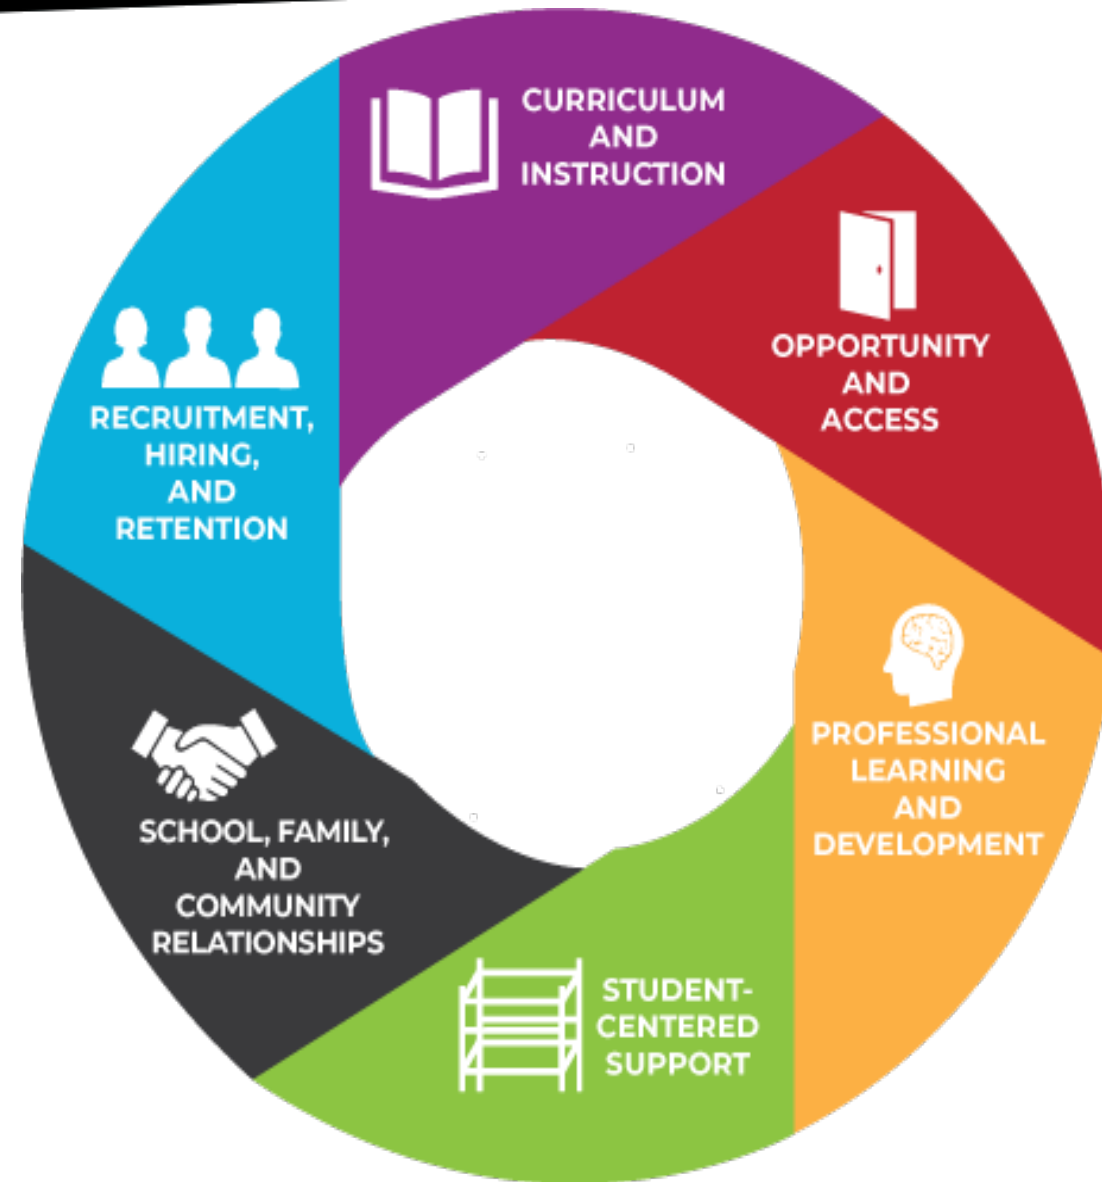 CURRICULUM
AND
INSTRUCTION
OPPORTUNITY
AND
ACCESS
PROFESSIONAL
LEARNING
AND
DEVELOPMENT
STUDENT-
CENTERED
SUPPORT
SCHOOL, FAMILY,
AND
COMMUNITY
RELATIONSHIPS
RECRUITMENT,
HIRING,
AND
RETENTION